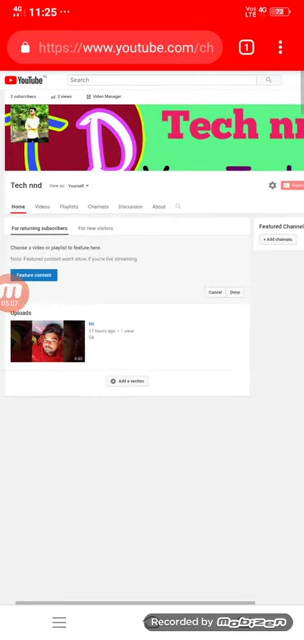 4G 11:25 ··· VoLTE 4G 72
https://www.youtube.com/ch 1
YouTube Search
2 subscribers 2 views Video Manager
Tech nnd
Tech nnd View as: Yourself
Home Videos Playlists Channels Discussion About
For returning subscribers For new visitors
Featured Channels
Choose a video or playlist to feature here.
+ Add channels
Note: Featured content won't show if you're live streaming.
Feature content
05:07
Cancel Done
Uploads
17 hours ago • 1 view
Ok
0:02
Add a section
Recorded by mobizen